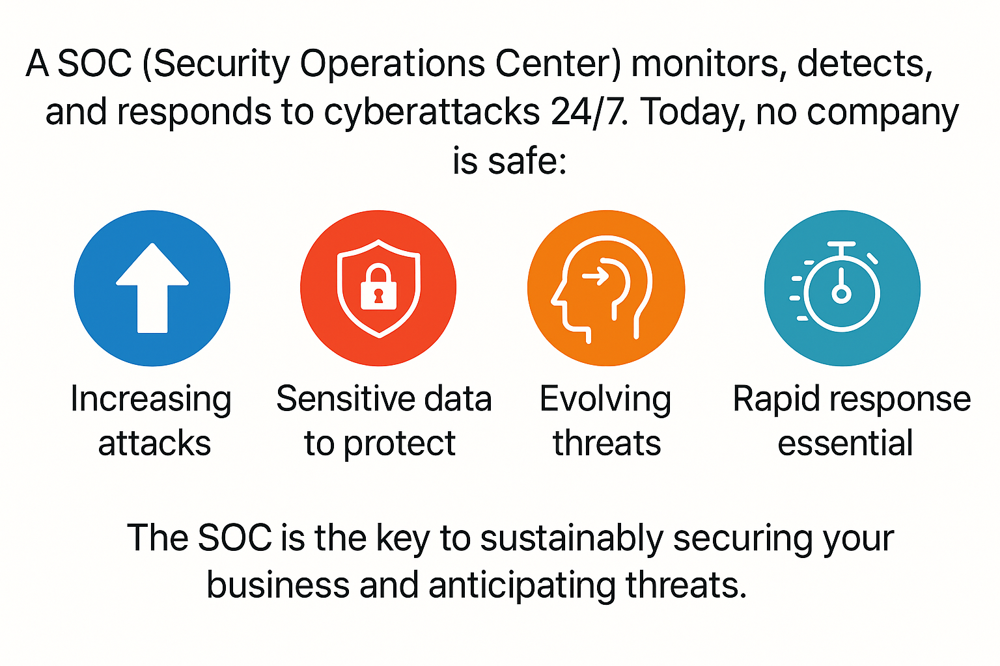 A SOC (Security Operations Center) monitors, detects,
and responds to cyberattacks 24/7. Today, no company
is safe:
Increasing
attacks
Sensitive data
to protect
Evolving
threats
Rapid response
essential
The SOC is the key to sustainably securing your
business and anticipating threats.